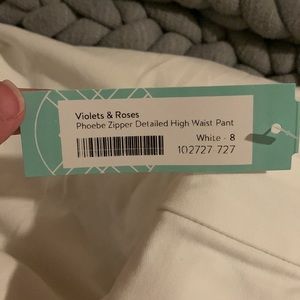 Violets & Roses
Phoebe Zipper Detailed High Waist Pant
White - 8
102727-727